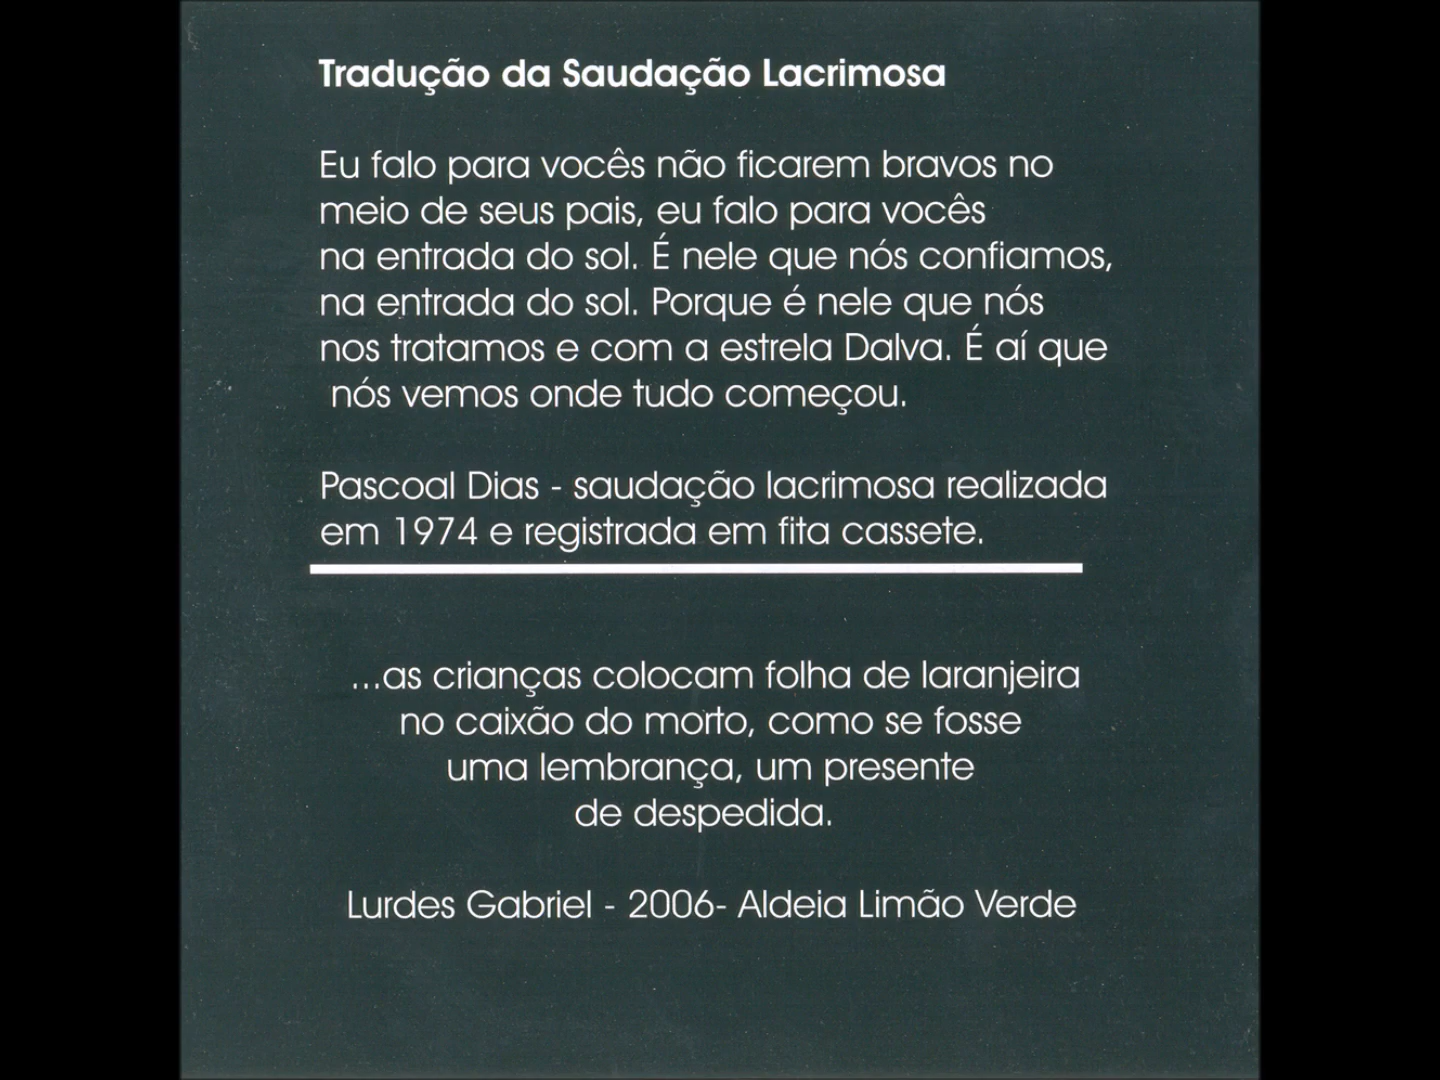 Tradução da Saudação Lacrimosa
Eu falo para vocês não ficarem bravos no
meio de seus pais, eu falo para vocês
na entrada do sol. É nele que nós confiamos,
na entrada do sol. Porque é nele que nós
nos tratamos e com a estrela Dalva. É aí que
nós vemos onde tudo começou.
Pascoal Dias - saudação lacrimosa realizada
em 1974 e registrada em fita cassete.
...as crianças colocam folha de laranjeira
no caixão do morto, como se fosse
uma lembrança, um presente
de despedida.
Lurdes Gabriel - 2006- Aldeia Limão Verde